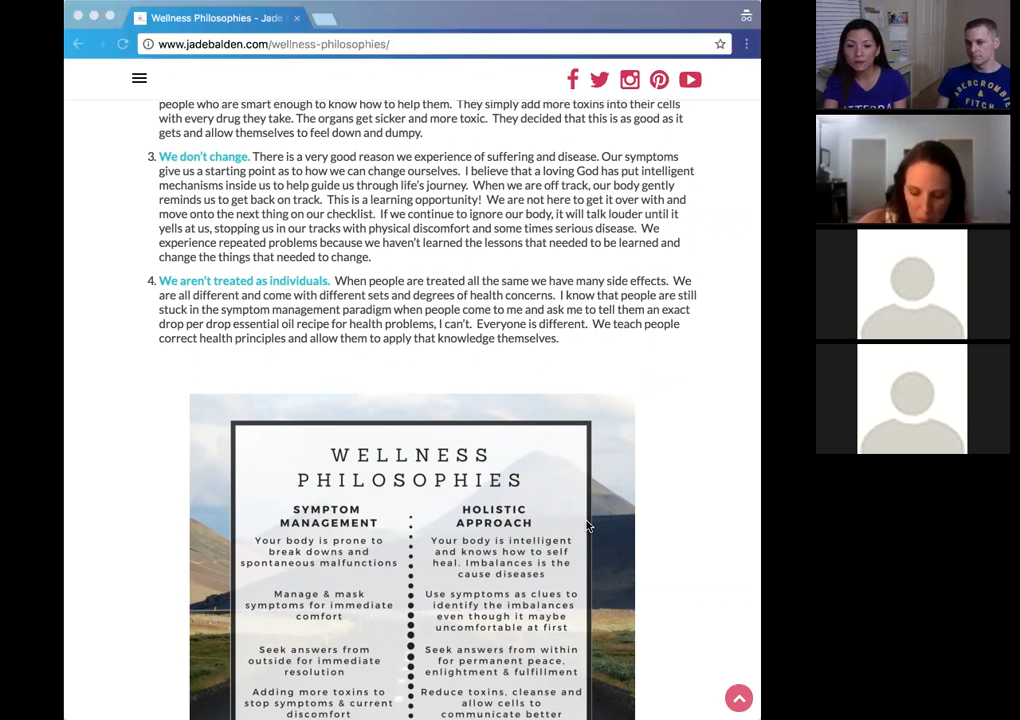 Wellness Philosophies - Jade
www.jadebalden.com/wellness-philosophies/
people who are smart enough to know how to help them.  They simply add more toxins into their cells
with every drug they take. The organs get sicker and more toxic.  They decided that this is as good as it
gets and allow themselves to feel down and dumpy.
3. We don't change. There is a very good reason we experience of suffering and disease. Our symptoms
give us a starting point as to how we can change ourselves.  I believe that a loving God has put intelligent
mechanisms inside us to help guide us through life's journey.  When we are off track, our body gently
reminds us to get back on track.  This is a learning opportunity!  We are not here to get it over with and
move onto the next thing on our checklist.  If we continue to ignore our body, it will talk louder until it
yells at us, stopping us in our tracks with physical discomfort and some times serious disease.  We
experience repeated problems because we haven't learned the lessons that needed to be learned and
change the things that needed to change.
4. We aren't treated as individuals.  When people are treated all the same we have many side effects.  We
are all different and come with different sets and degrees of health concerns.  I know that people are still
stuck in the symptom management paradigm when people come to me and ask me to tell them an exact
drop per drop essential oil recipe for health problems, I can't.  Everyone is different.  We teach people
correct health principles and allow them to apply that knowledge themselves.
WELLNESS
PHILOSOPHIES
SYMPTOM
MANAGEMENT
Your body is prone to
break downs and
spontaneous malfunctions
Manage & mask
symptoms for immediate
comfort
Seek answers from
outside for immediate
resolution
Adding more toxins to
stop symptoms & current
discomfort
HOLISTIC
APPROACH
Your body is intelligent
and knows how to self
heal. Imbalances is the
cause diseases
Use symptoms as clues to
identify the imbalances
even though it maybe
uncomfortable at first
Seek answers from within
for permanent peace,
enlightment & fulfillment
Reduce toxins, cleanse and
allow cells to
communicate better
ABERCROMBIE
& FITCH